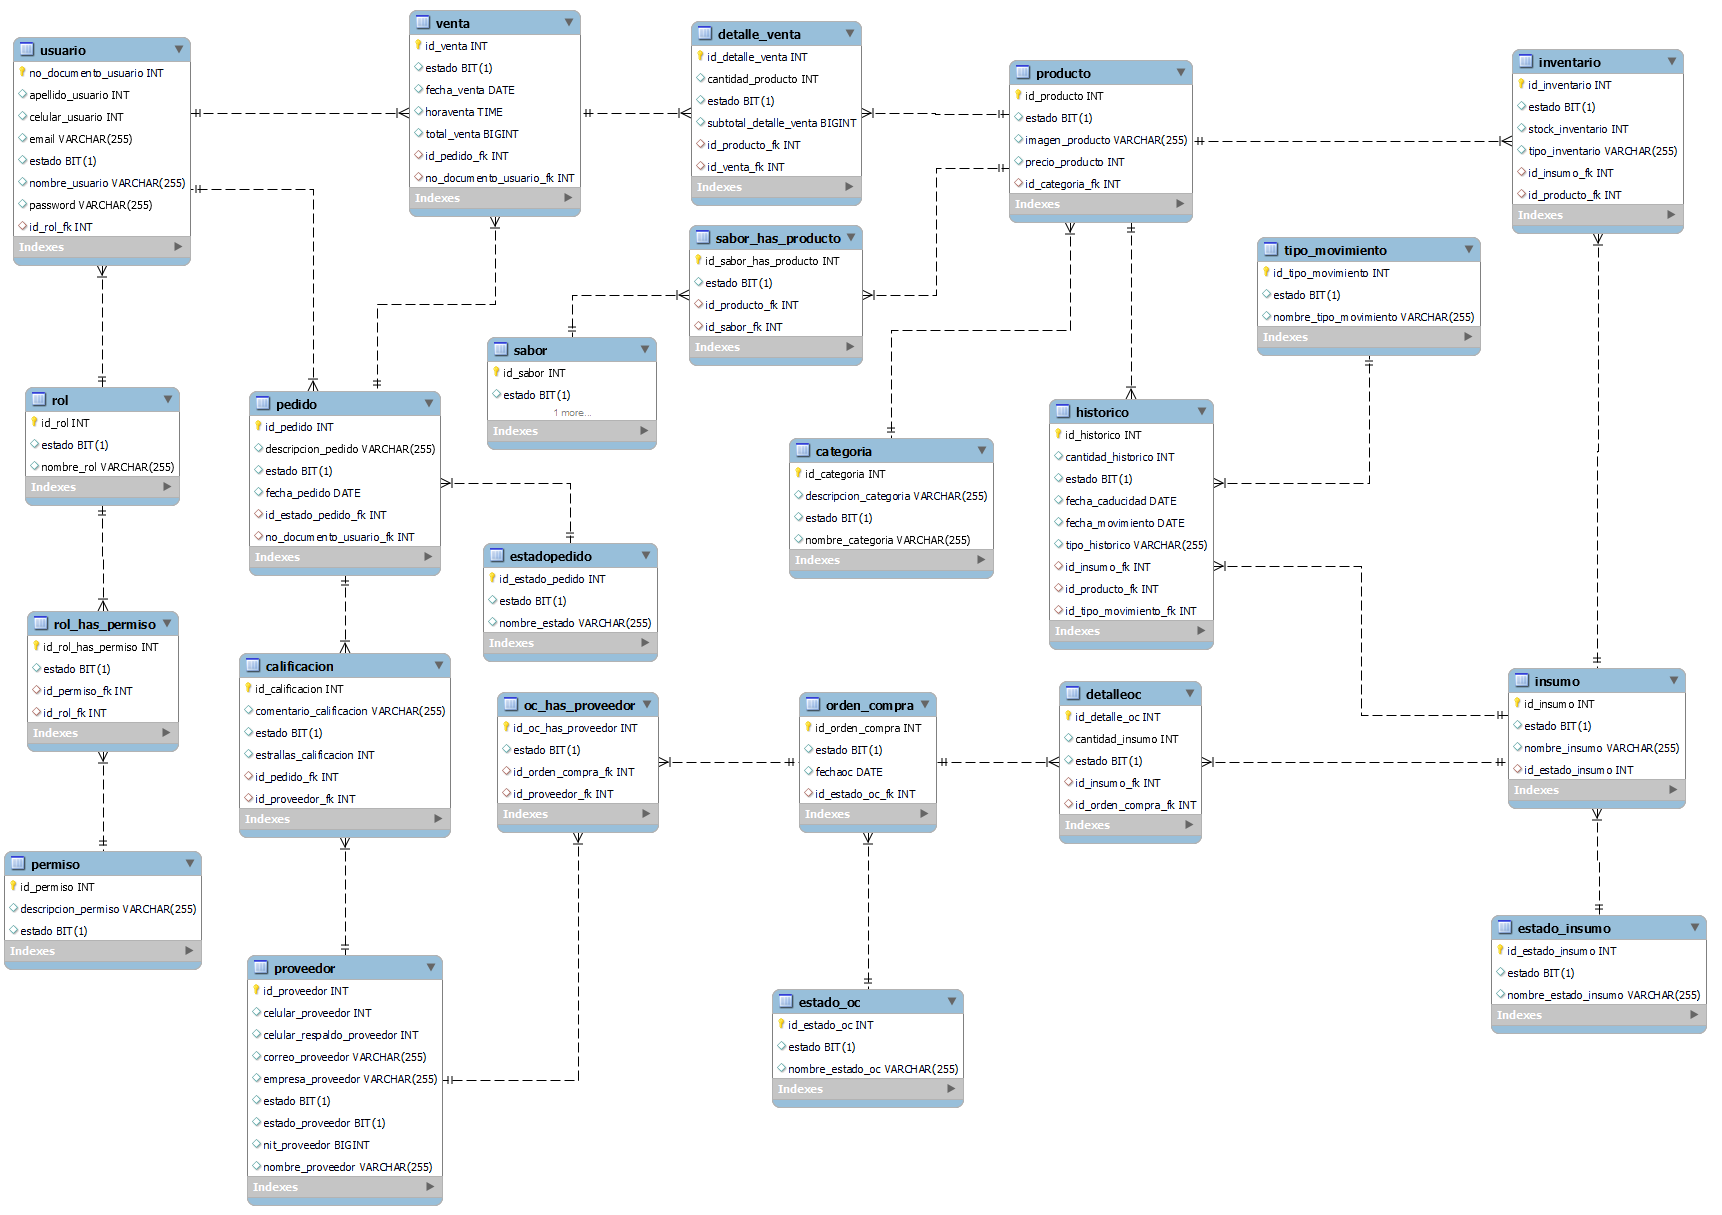 usuario
no_documento_usuario INT
apellido_usuario INT
celular_usuario INT
email VARCHAR(255)
estado BIT(1)
nombre_usuario VARCHAR(255)
password VARCHAR(255)
id_rol_fk INT
Indexes
venta
id_venta INT
estado BIT(1)
fecha_venta DATE
horaventa TIME
total_venta BIGINT
id_pedido_fk INT
no_documento_usuario_fk INT
Indexes
detalle_venta
id_detalle_venta INT
cantidad_producto INT
estado BIT(1)
subtotal_detalle_venta BIGINT
id_producto_fk INT
id_venta_fk INT
Indexes
producto
id_producto INT
estado BIT(1)
imagen_producto VARCHAR(255)
precio_producto INT
id_categoria_fk INT
Indexes
inventario
id_inventario INT
estado BIT(1)
stock_inventario INT
tipo_inventario VARCHAR(255)
id_insumo_fk INT
id_producto_fk INT
Indexes
sabor_has_producto
id_sabor_has_producto INT
estado BIT(1)
id_producto_fk INT
id_sabor_fk INT
Indexes
tipo_movimiento
id_tipo_movimiento INT
estado BIT(1)
nombre_tipo_movimiento VARCHAR(255)
Indexes
sabor
id_sabor INT
estado BIT(1)
1 more...
Indexes
rol
id_rol INT
estado BIT(1)
nombre_rol VARCHAR(255)
Indexes
pedido
id_pedido INT
descripcion_pedido VARCHAR(255)
estado BIT(1)
fecha_pedido DATE
id_estado_pedido_fk INT
no_documento_usuario_fk INT
Indexes
categoria
id_categoria INT
descripcion_categoria VARCHAR(255)
estado BIT(1)
nombre_categoria VARCHAR(255)
Indexes
historico
id_historico INT
cantidad_historico INT
estado BIT(1)
fecha_caducidad DATE
fecha_movimiento DATE
tipo_historico VARCHAR(255)
id_insumo_fk INT
id_producto_fk INT
id_tipo_movimiento_fk INT
Indexes
estadopedido
id_estado_pedido INT
estado BIT(1)
nombre_estado VARCHAR(255)
Indexes
rol_has_permiso
id_rol_has_permiso INT
estado BIT(1)
id_permiso_fk INT
id_rol_fk INT
Indexes
calificacion
id_calificacion INT
comentario_calificacion VARCHAR(255)
estado BIT(1)
estrallas_calificacion INT
id_pedido_fk INT
id_proveedor_fk INT
Indexes
oc_has_proveedor
id_oc_has_proveedor INT
estado BIT(1)
id_orden_compra_fk INT
id_proveedor_fk INT
Indexes
orden_compra
id_orden_compra INT
estado BIT(1)
fechaoc DATE
id_estado_oc_fk INT
Indexes
detalleoc
id_detalle_oc INT
cantidad_insumo INT
estado BIT(1)
id_insumo_fk INT
id_orden_compra_fk INT
Indexes
insumo
id_insumo INT
estado BIT(1)
nombre_insumo VARCHAR(255)
id_estado_insumo INT
Indexes
permiso
id_permiso INT
descripcion_permiso VARCHAR(255)
estado BIT(1)
Indexes
proveedor
id_proveedor INT
celular_proveedor INT
celular_respaldo_proveedor INT
correo_proveedor VARCHAR(255)
empresa_proveedor VARCHAR(255)
estado BIT(1)
estado_proveedor BIT(1)
nit_proveedor BIGINT
nombre_proveedor VARCHAR(255)
Indexes
estado_oc
id_estado_oc INT
estado BIT(1)
nombre_estado_oc VARCHAR(255)
Indexes
estado_insumo
id_estado_insumo INT
estado BIT(1)
nombre_estado_insumo VARCHAR(255)
Indexes